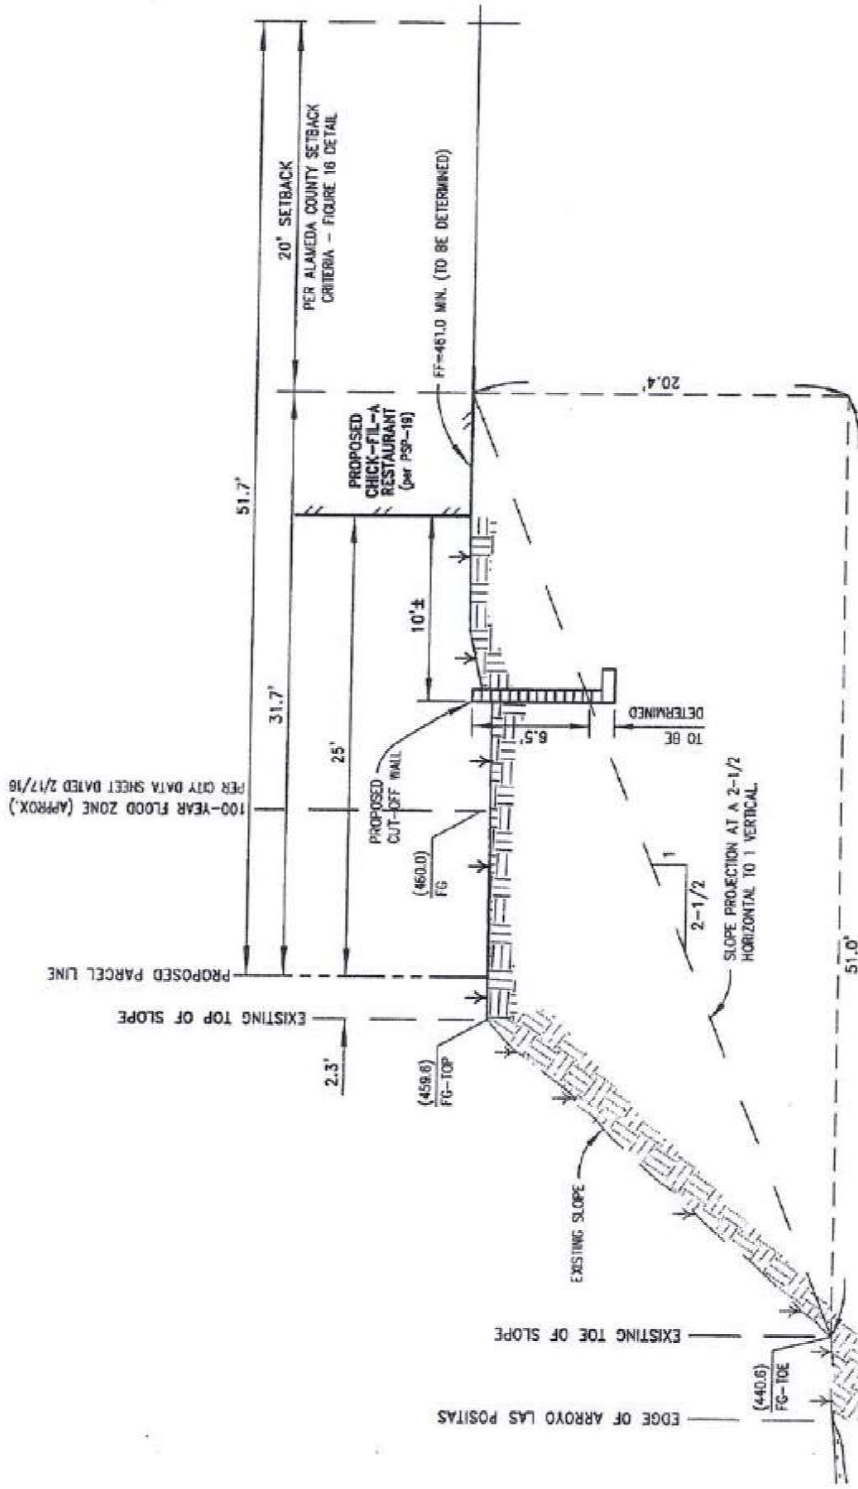 51.7'
20' SETBACK
PER ALAMEDA COUNTY SETBACK
CRITERIA - FIGURE 16 DETAIL
31.7'
PROPOSED
CHICK-FIL-A
RESTAURANT
(per PSP-19)
FF=461.0 MIN. (TO BE DETERMINED)
25'
10'±
100-YEAR FLOOD ZONE (APPROX.)
PER CITY DATA SHEET DATED 2/17/16
PROPOSED
CUT-OFF WALL
(460.0)
FG
6.5'
TO BE
DETERMINED
20.4'
PROPOSED PARCEL LINE
EXISTING TOP OF SLOPE
2.3'
(459.6)
FG-TOP
1
2-1/2
SLOPE PROJECTION AT A 2-1/2
HORIZONTAL TO 1 VERTICAL.
51.0'
EXISTING SLOPE
EXISTING TOE OF SLOPE
(440.6)
FG-TOE
EDGE OF ARROYO LAS POSITAS